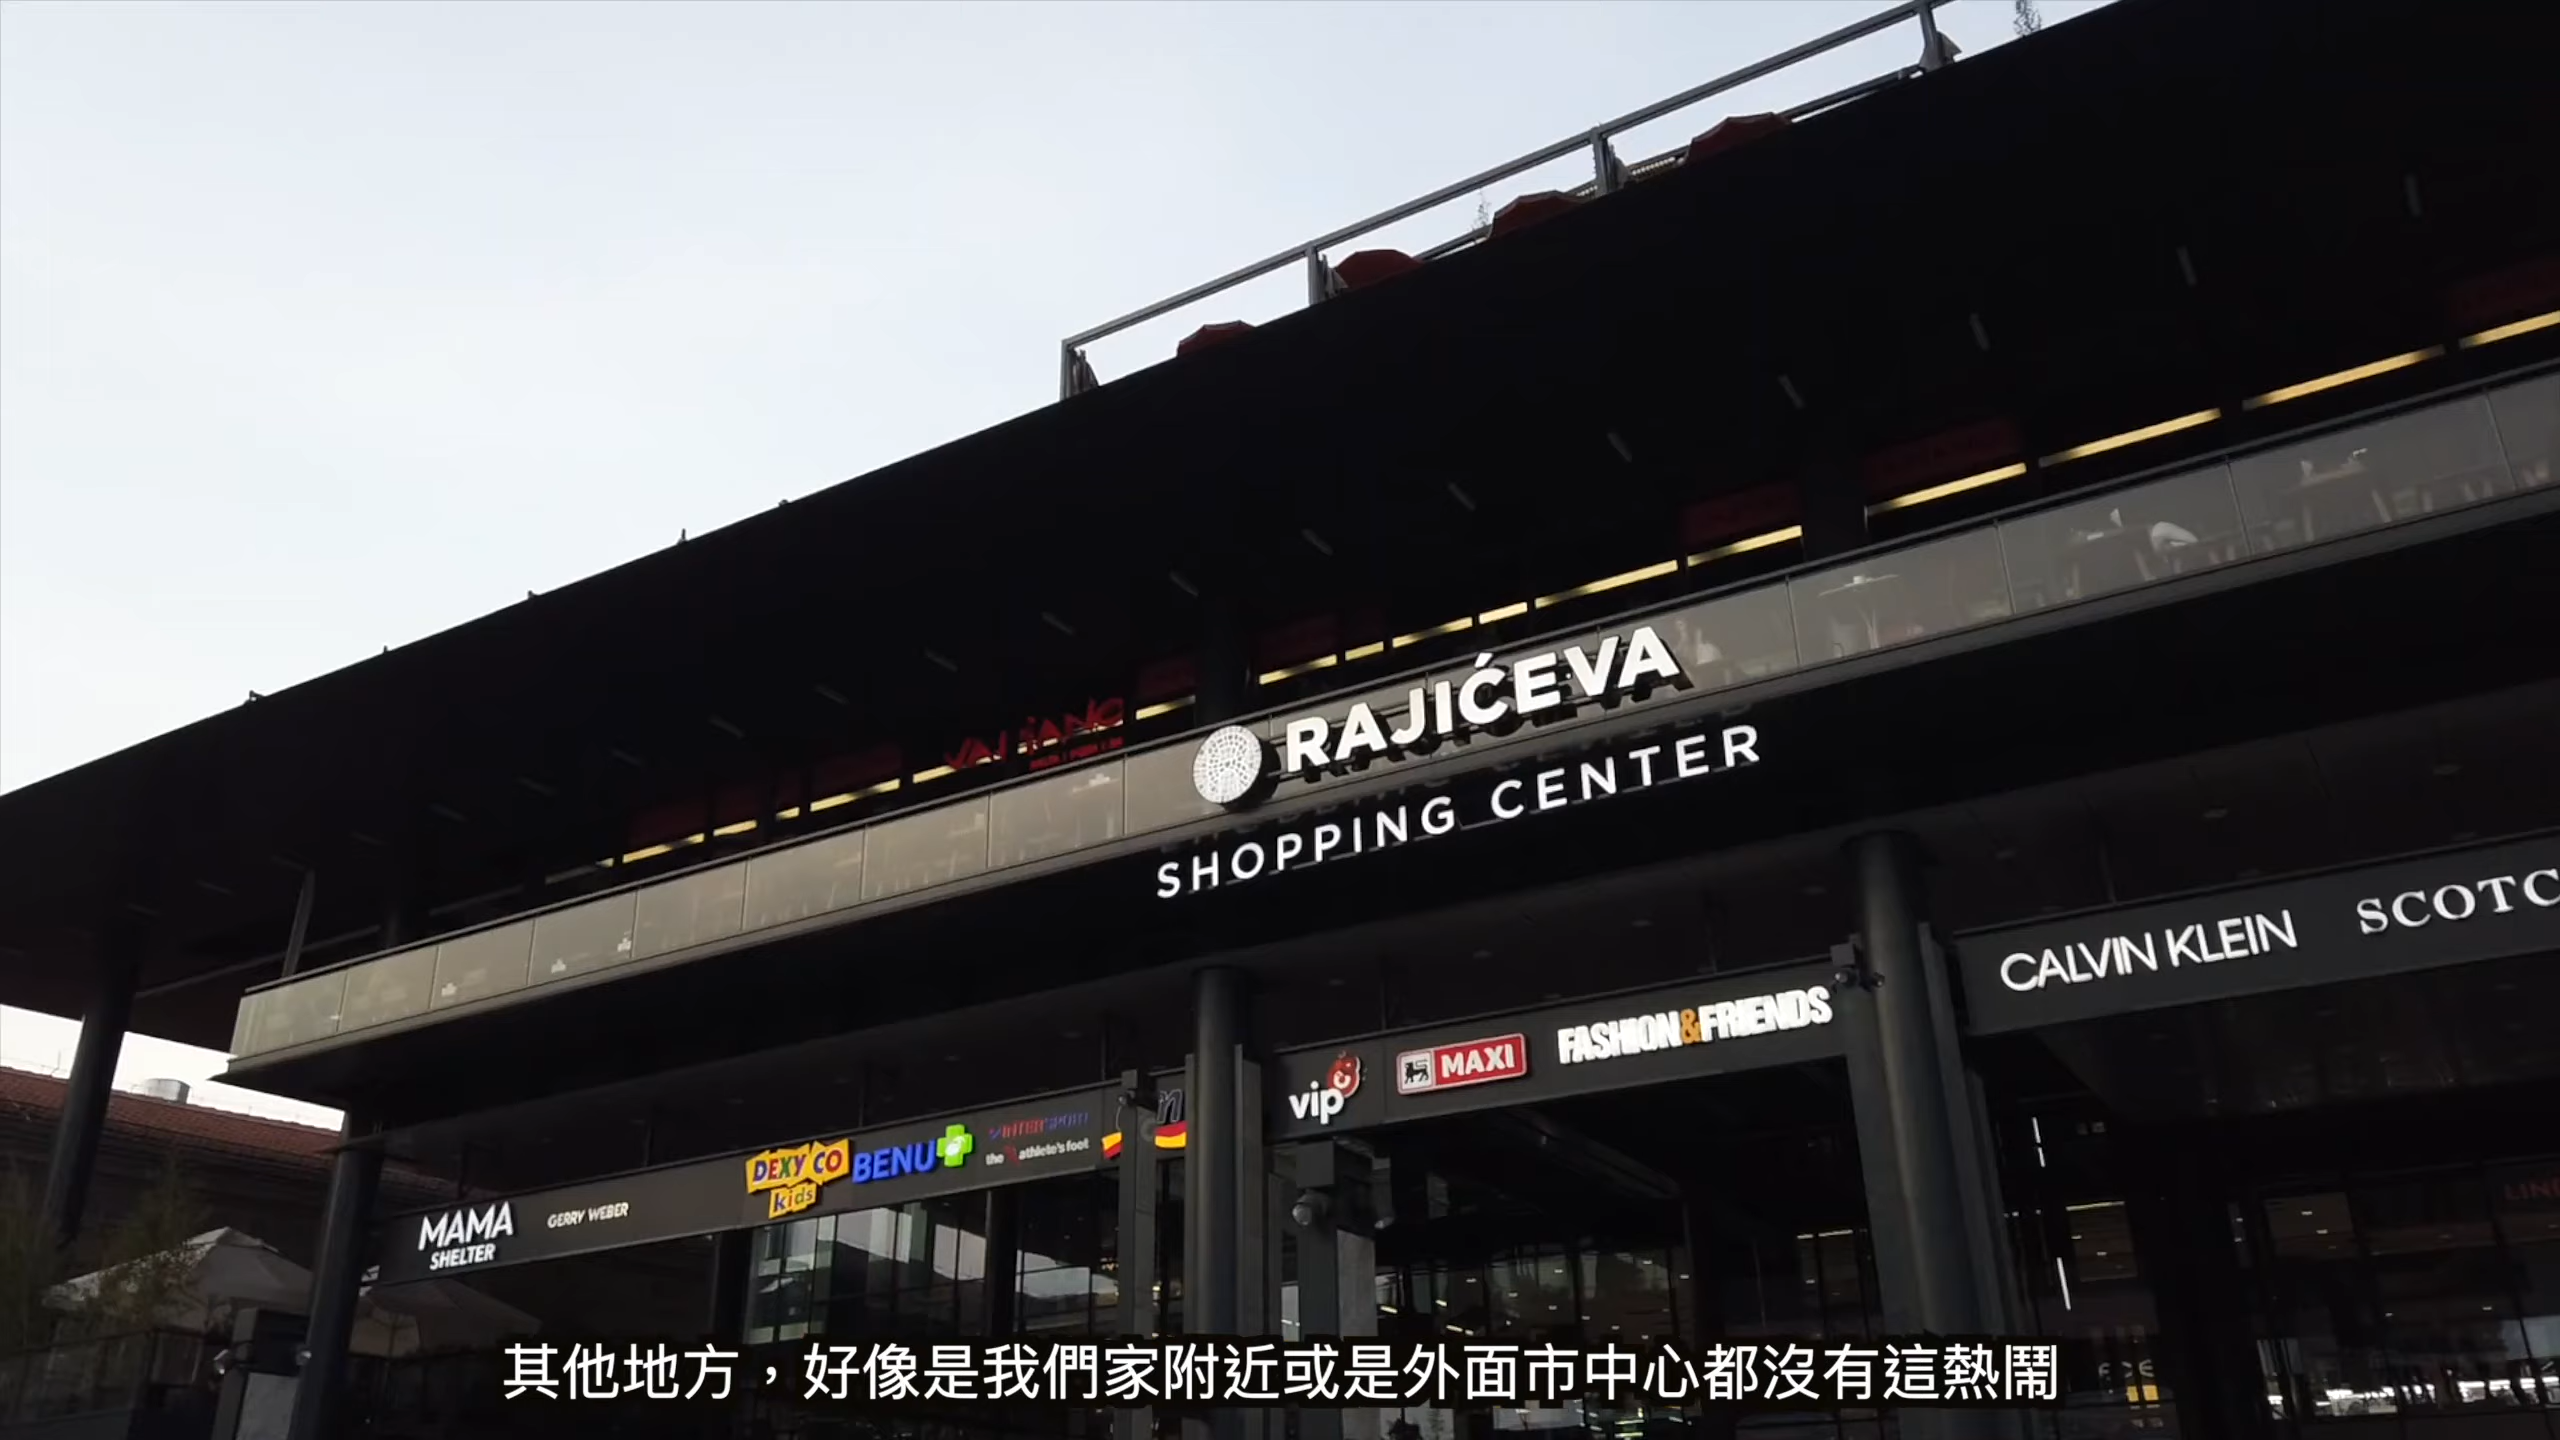 RAJIĆEVA
SHOPPING CENTER
CALVIN KLEIN
SCOTC
FASHION&FRIENDS
MAXI
vip
INTERSPORT
the athlete's foot
BENU
DEXY CO
kids
GERRY WEBER
MAMA
SHELTER
其他地方，好像是我們家附近或是外面市中心都沒有這熱鬧